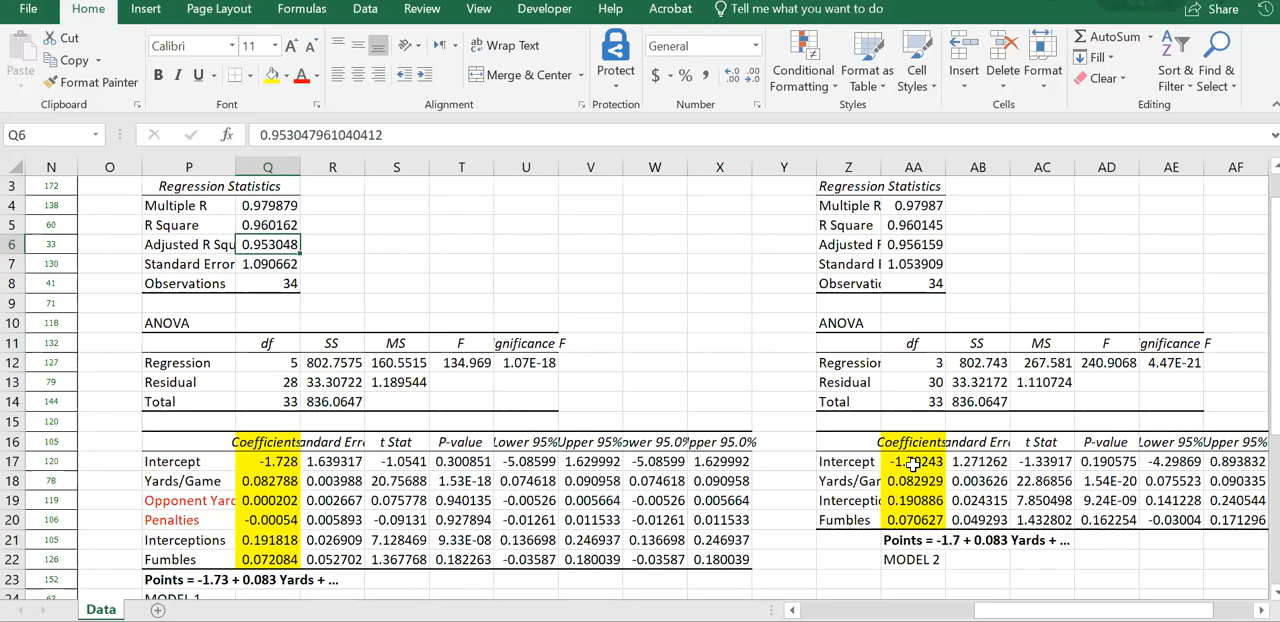 File Home Insert Page Layout Formulas Data Review View Developer Help Acrobat Tell me what you want to do Share
Cut
Copy
Paste
Format Painter
Calibri 11
B I U
Wrap Text
Merge & Center
General
$ % ,
Protect
Conditional Formatting
Format as Table
Cell Styles
Insert Delete Format
AutoSum
Fill
Clear
Sort & Filter
Find & Select
Clipboard Font Alignment Protection Number Styles Cells Editing
Q6 fx 0.953047961040412
N O P Q R S T U V W X Y Z AA AB AC AD AE AF
3 172 Regression Statistics Regression Statistics
4 138 Multiple R 0.979879 Multiple R 0.97987
5 60 R Square 0.960162 R Square 0.960145
6 33 Adjusted R Squ 0.953048 Adjusted F 0.956159
7 130 Standard Error 1.090662 Standard I 1.053909
8 41 Observations 34 Observatio 34
9 71
10 118 ANOVA ANOVA
11 132 df SS MS F gnificance F df SS MS F gnificance F
12 127 Regression 5 802.7575 160.5515 134.969 1.07E-18 Regression 3 802.743 267.581 240.9068 4.47E-21
13 79 Residual 28 33.30722 1.189544 Residual 30 33.32172 1.110724
14 144 Total 33 836.0647 Total 33 836.0647
15 120
16 105 Coefficients andard Erro t Stat P-value Lower 95% Upper 95% ower 95.0% pper 95.0% Coefficients andard Erro t Stat P-value Lower 95% Upper 95%
17 120 Intercept -1.728 1.639317 -1.0541 0.300851 -5.08599 1.629992 -5.08599 1.629992 Intercept 1.271262 -1.33917 0.190575 -4.29869 0.893832
18 78 Yards/Game 0.082788 0.003988 20.75688 1.53E-18 0.074618 0.090958 0.074618 0.090958 Yards/Gar 0.082929 0.003626 22.86856 1.54E-20 0.075523 0.090335
19 119 Opponent Yard 0.000202 0.002667 0.075778 0.940135 -0.00526 0.005664 -0.00526 0.005664 Interceptio 0.190886 0.024315 7.850498 9.24E-09 0.141228 0.240544
20 106 Penalties -0.00054 0.005893 -0.09131 0.927894 -0.01261 0.011533 -0.01261 0.011533 Fumbles 0.070627 0.049293 1.432802 0.162254 -0.03004 0.171296
21 105 Interceptions 0.191818 0.026909 7.128469 9.33E-08 0.136698 0.246937 0.136698 0.246937 Points = -1.7 + 0.083 Yards + ...
22 126 Fumbles 0.072084 0.052702 1.367768 0.182263 -0.03587 0.180039 -0.03587 0.180039 MODEL 2
23 152 Points = -1.73 + 0.083 Yards + ...
24 63 MODEL 1
Data